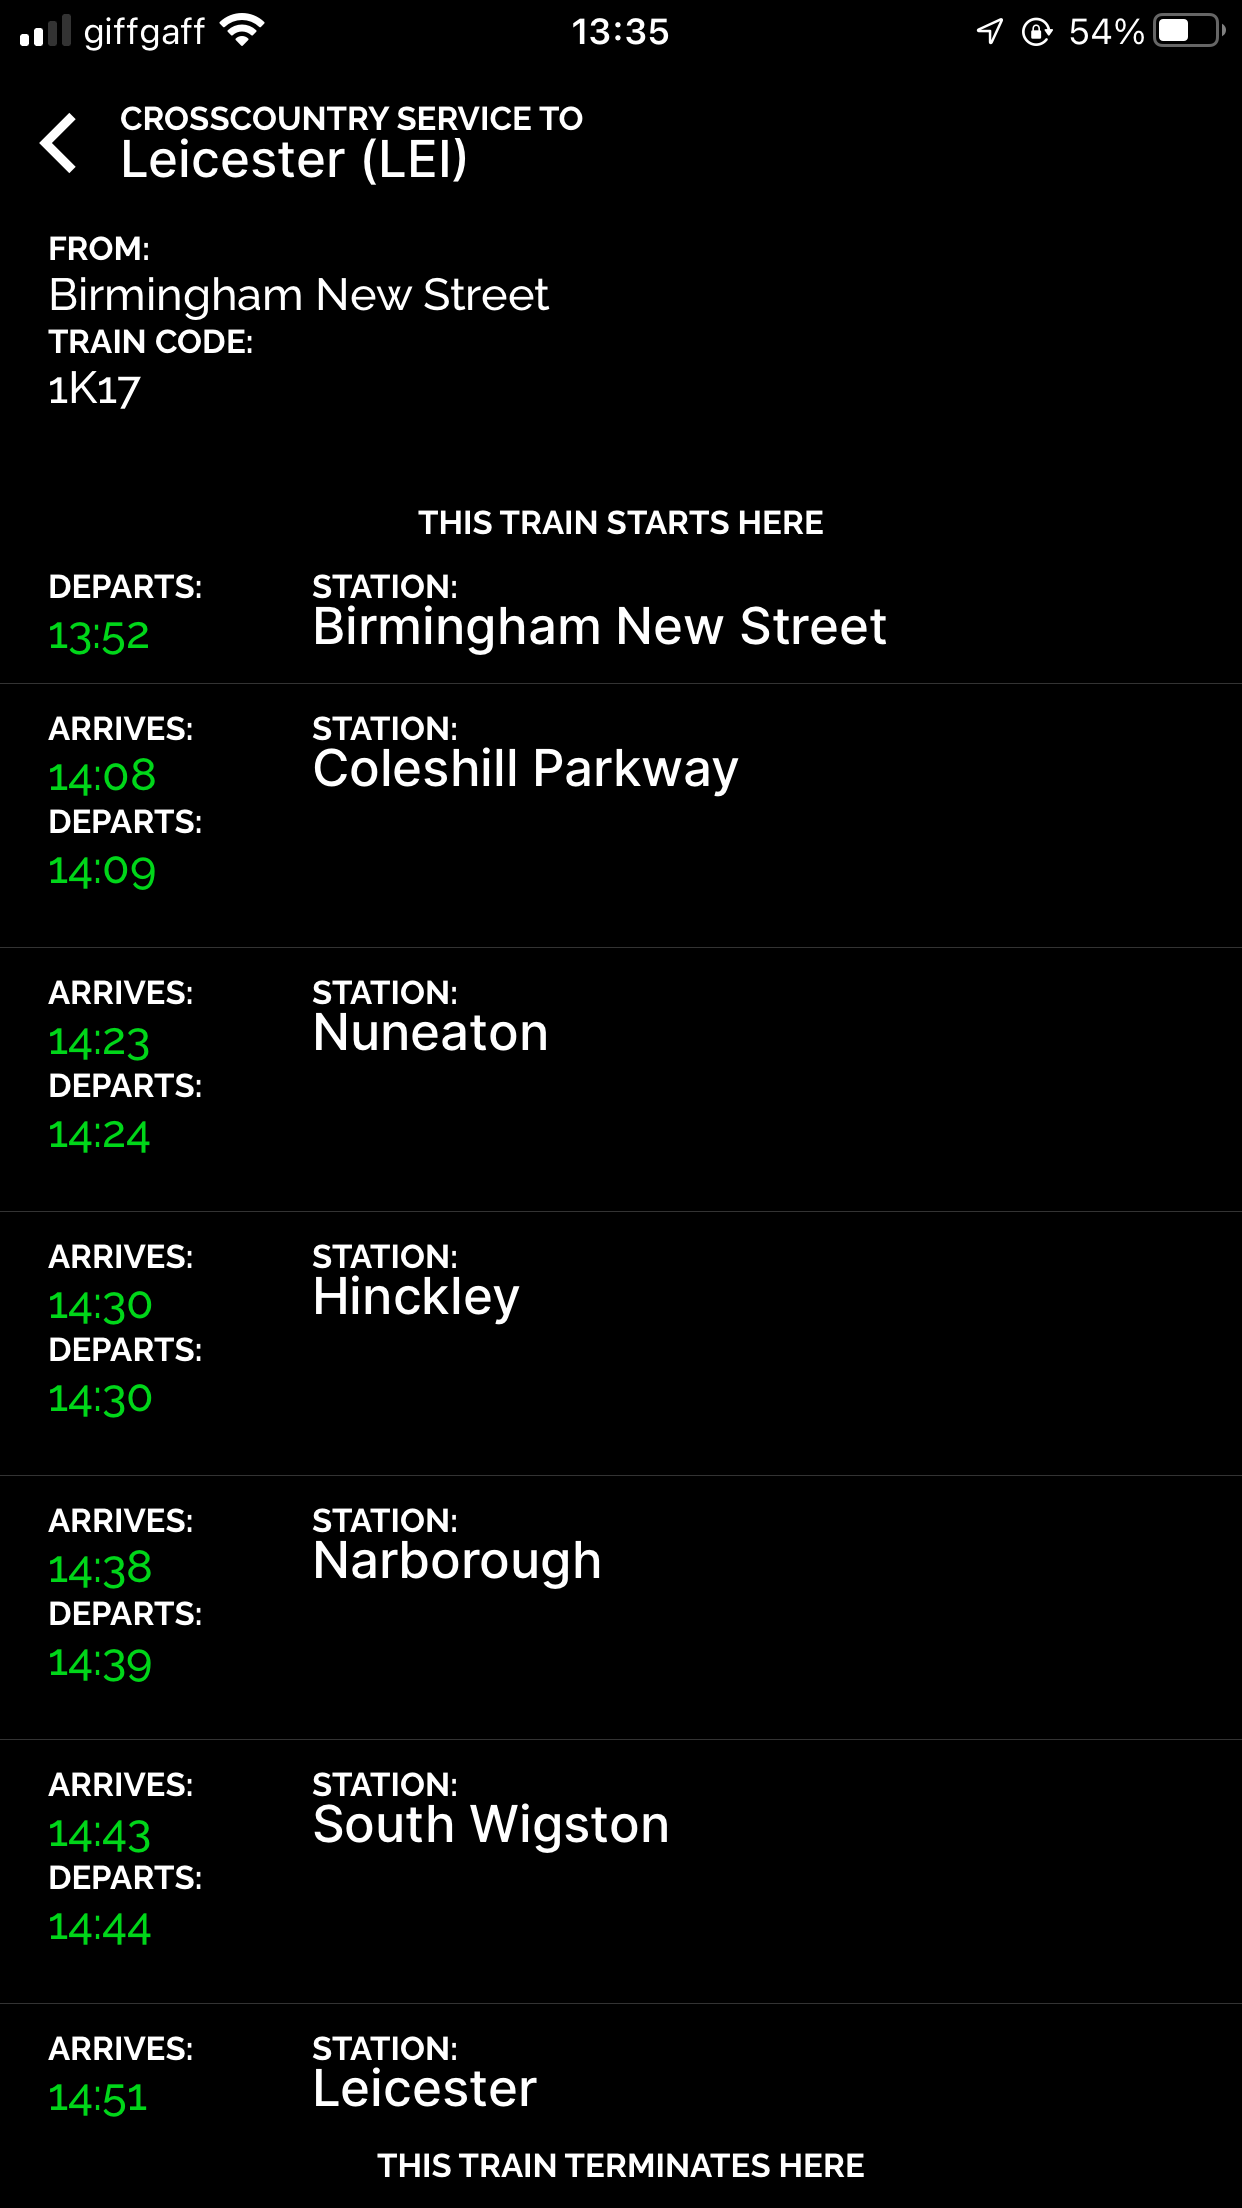 giffgaff 13:35 54%
CROSSCOUNTRY SERVICE TO
Leicester (LEI)
FROM:
Birmingham New Street
TRAIN CODE:
1K17
THIS TRAIN STARTS HERE
DEPARTS: STATION:
13:52 Birmingham New Street
ARRIVES: STATION:
14:08 Coleshill Parkway
DEPARTS:
14:09
ARRIVES: STATION:
14:23 Nuneaton
DEPARTS:
14:24
ARRIVES: STATION:
14:30 Hinckley
DEPARTS:
14:30
ARRIVES: STATION:
14:38 Narborough
DEPARTS:
14:39
ARRIVES: STATION:
14:43 South Wigston
DEPARTS:
14:44
ARRIVES: STATION:
14:51 Leicester
THIS TRAIN TERMINATES HERE